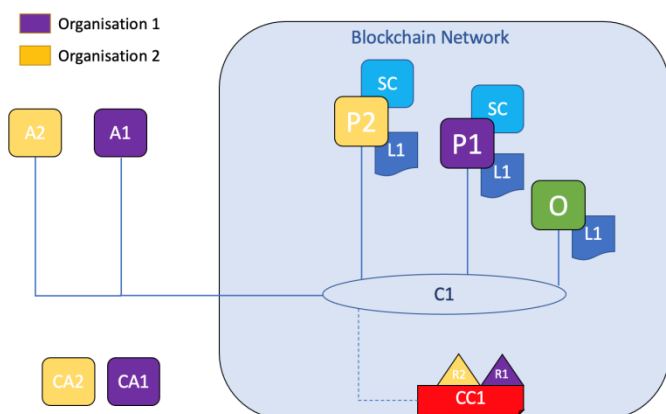 Organisation 1
Organisation 2
Blockchain Network
SC
P2
L1
SC
P1
L1
A2
A1
O
L1
C1
CA2
CA1
R2
R1
CC1